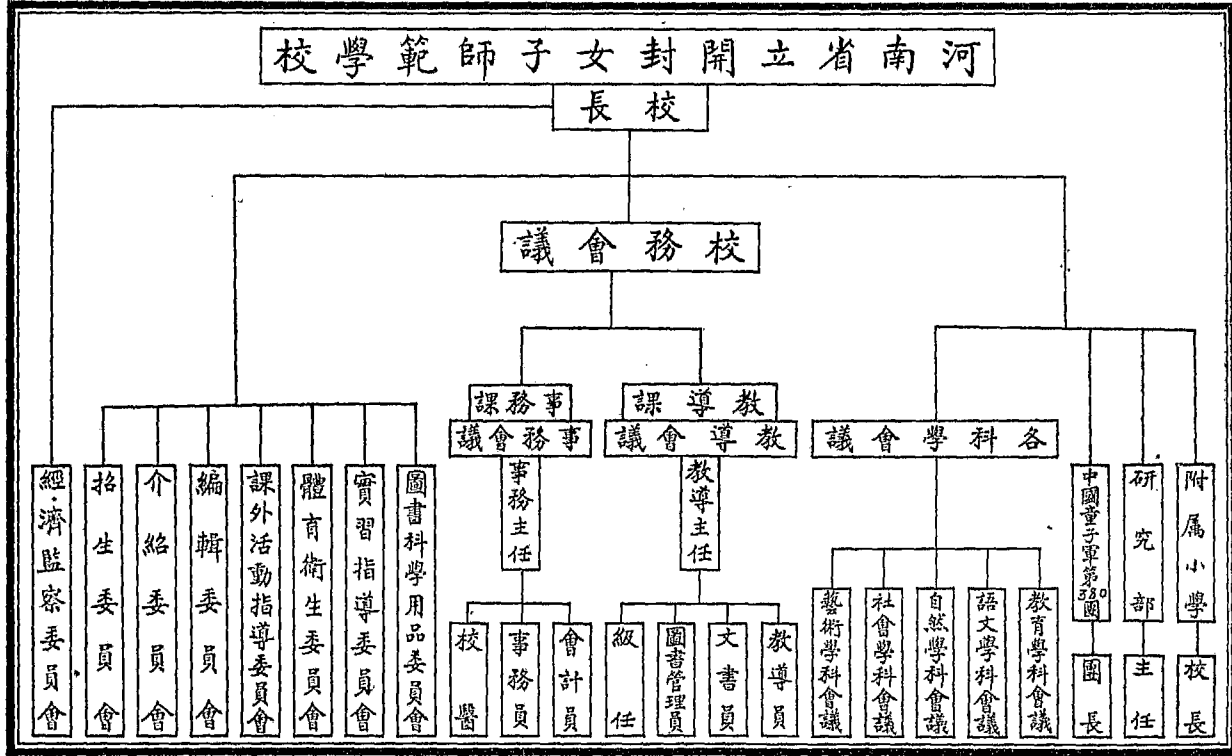 河南省立開封女子師範學校
校長
校務會議
教導課
事務課
各科學會議
教導會議
事務會議
附属小學
校長
研究部
主任
中國童子軍第380團
團長
教育學科會議
語文學科會議
自然學科會議
社會學科會議
藝術學科會議
教導主任
教導員
文書員
圖書管理員
級任
事務主任
會計員
事務員
校醫
圖書科學用品委員會
實習指導委員會
體育衛生委員會
課外活動指導委員會
編輯委員會
介紹委員會
招生委員會
經濟監察委員會